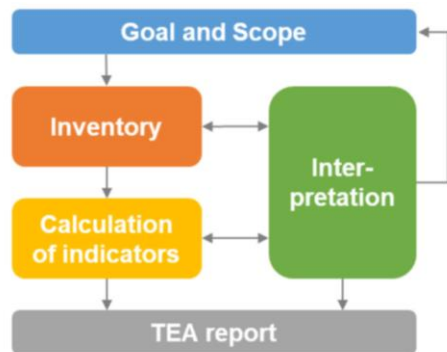 Goal and Scope
Inventory
Inter-
pretation
Calculation
of indicators
TEA report